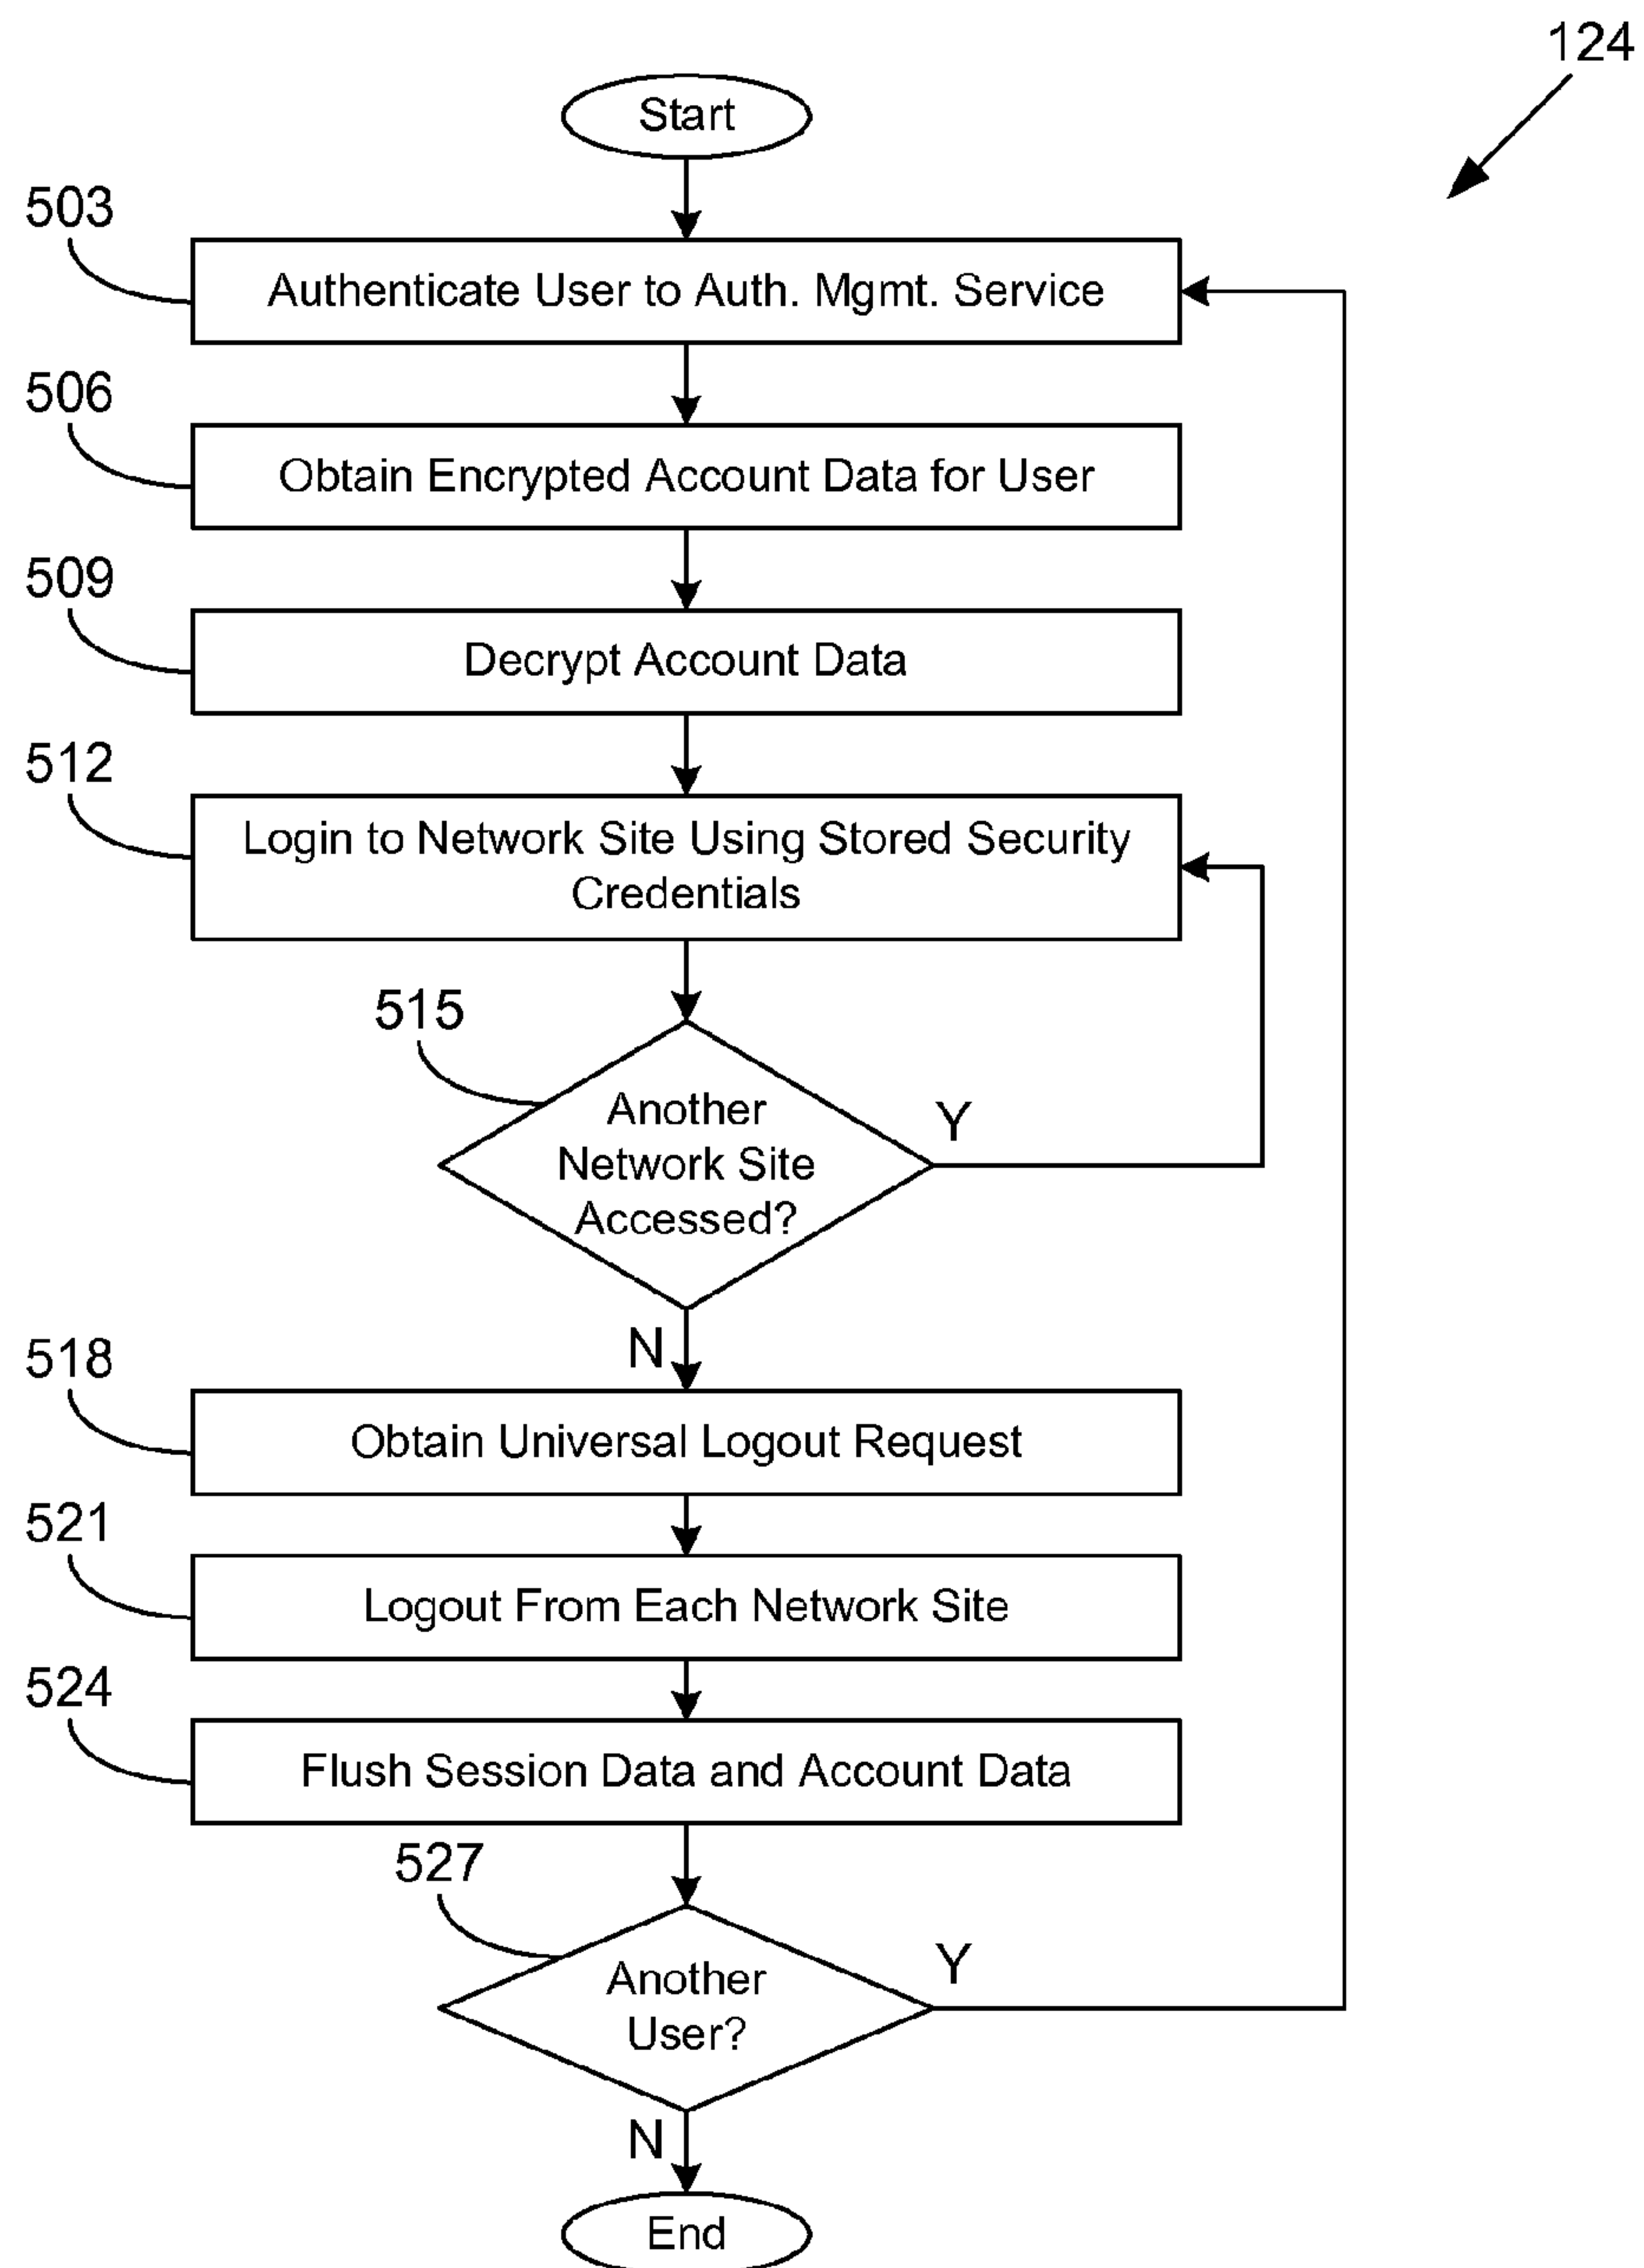 124
Start
503
Authenticate User to Auth. Mgmt. Service
506
Obtain Encrypted Account Data for User
509
Decrypt Account Data
512
Login to Network Site Using Stored Security
Credentials
515
Another
Network Site
Accessed?
Y
N
518
Obtain Universal Logout Request
521
Logout From Each Network Site
524
Flush Session Data and Account Data
527
Another
User?
Y
N
End